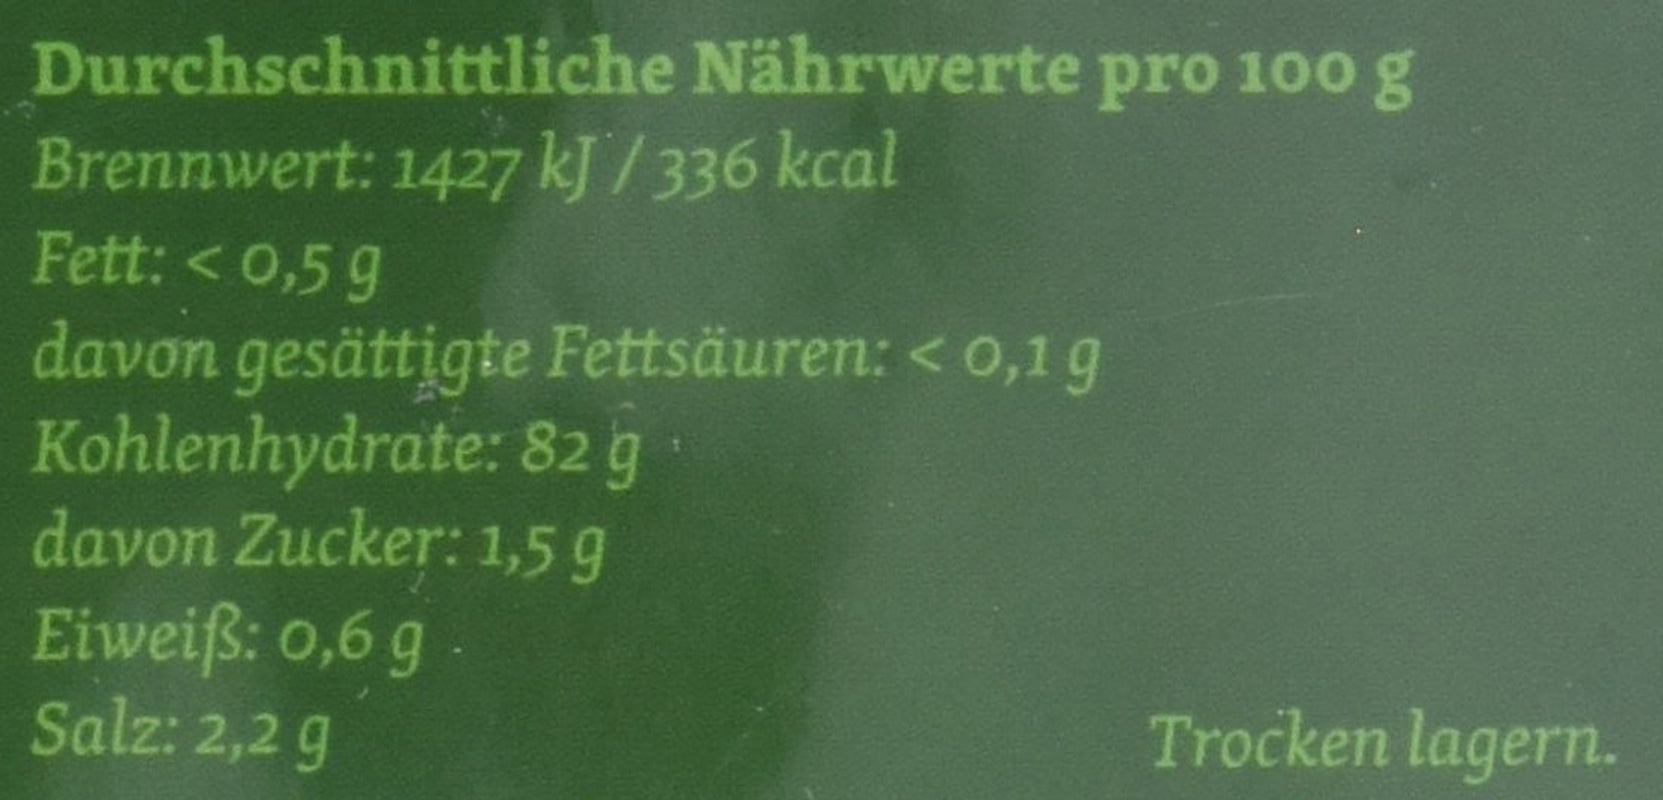 Durchschnittliche Nährwerte pro 100 g
Brennwert: 1427 kJ / 336 kcal
Fett: < 0,5 g
davon gesättigte Fettsäuren: < 0,1 g
Kohlenhydrate: 82 g
davon Zucker: 1,5 g
Eiweiß: 0,6 g
Salz: 2,2 g
Trocken lagern.